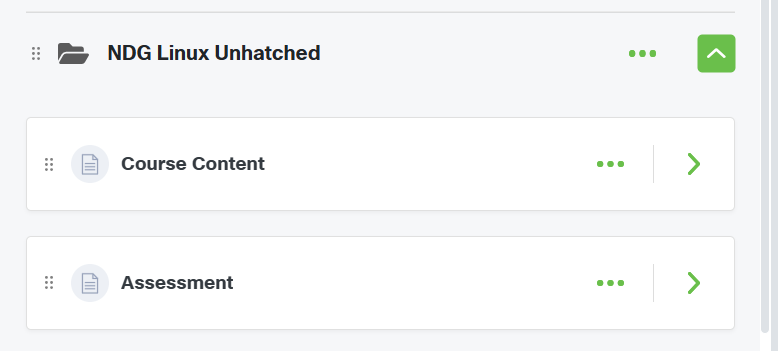 NDG Linux Unhatched
Course Content
Assessment